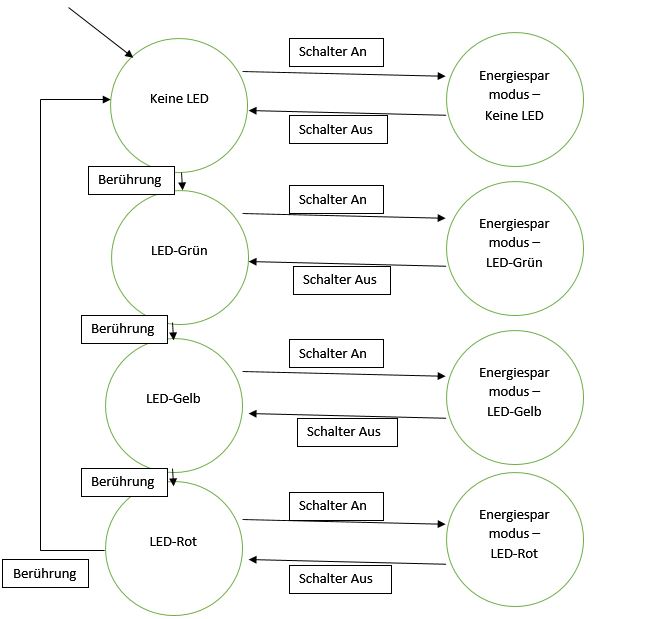 Schalter An
Keine LED
Energiespar
modus –
Keine LED
Schalter Aus
Berührung
Schalter An
LED-Grün
Energiespar
modus –
LED-Grün
Schalter Aus
Berührung
Schalter An
LED-Gelb
Energiespar
modus –
LED-Gelb
Schalter Aus
Berührung
Schalter An
LED-Rot
Energiespar
modus –
LED-Rot
Schalter Aus
Berührung